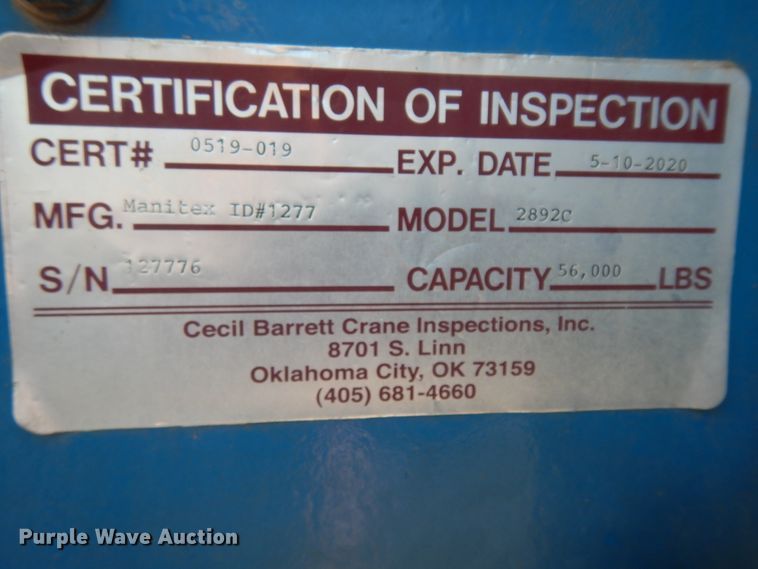 CERTIFICATION OF INSPECTION
CERT# 0519-019 EXP. DATE 5-10-2020
MFG. Manitex ID#1277 MODEL 2892C
S/N 127776 CAPACITY 56,000 LBS
Cecil Barrett Crane Inspections, Inc.
8701 S. Linn
Oklahoma City, OK 73159
(405) 681-4660
Purple Wave Auction